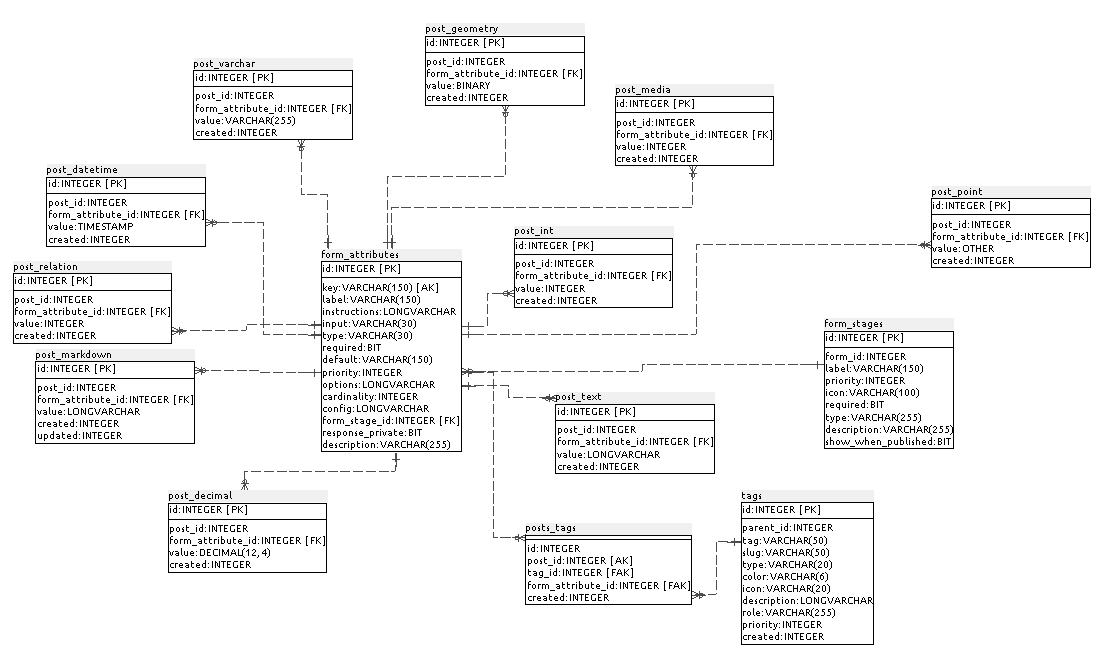 post_geometry
id:INTEGER [PK]
post_id:INTEGER
form_attribute_id:INTEGER [FK]
value:BINARY
created:INTEGER
post_varchar
id:INTEGER [PK]
post_id:INTEGER
form_attribute_id:INTEGER [FK]
value:VARCHAR(255)
created:INTEGER
post_media
id:INTEGER [PK]
post_id:INTEGER
form_attribute_id:INTEGER [FK]
value:INTEGER
created:INTEGER
post_datetime
id:INTEGER [PK]
post_id:INTEGER
form_attribute_id:INTEGER [FK]
value:TIMESTAMP
created:INTEGER
post_point
id:INTEGER [PK]
post_id:INTEGER
form_attribute_id:INTEGER [FK]
value:OTHER
created:INTEGER
post_int
id:INTEGER [PK]
post_id:INTEGER
form_attribute_id:INTEGER [FK]
value:INTEGER
created:INTEGER
form_attributes
id:INTEGER [PK]
key:VARCHAR(150) [AK]
label:VARCHAR(150)
instructions:LONGVARCHAR
input:VARCHAR(30)
type:VARCHAR(30)
required:BIT
default:VARCHAR(150)
priority:INTEGER
options:LONGVARCHAR
cardinality:INTEGER
config:LONGVARCHAR
form_stage_id:INTEGER [FK]
response_private:BIT
description:VARCHAR(255)
post_relation
id:INTEGER [PK]
post_id:INTEGER
form_attribute_id:INTEGER [FK]
value:INTEGER
created:INTEGER
form_stages
id:INTEGER [PK]
form_id:INTEGER
label:VARCHAR(150)
priority:INTEGER
icon:VARCHAR(100)
required:BIT
type:VARCHAR(255)
description:VARCHAR(255)
show_when_published:BIT
post_markdown
id:INTEGER [PK]
post_id:INTEGER
form_attribute_id:INTEGER [FK]
value:LONGVARCHAR
created:INTEGER
updated:INTEGER
post_text
id:INTEGER [PK]
post_id:INTEGER
form_attribute_id:INTEGER [FK]
value:LONGVARCHAR
created:INTEGER
post_decimal
id:INTEGER [PK]
post_id:INTEGER
form_attribute_id:INTEGER [FK]
value:DECIMAL(12,4)
created:INTEGER
tags
id:INTEGER [PK]
parent_id:INTEGER
tag:VARCHAR(50)
slug:VARCHAR(50)
type:VARCHAR(20)
color:VARCHAR(6)
icon:VARCHAR(20)
description:LONGVARCHAR
role:VARCHAR(255)
priority:INTEGER
created:INTEGER
posts_tags
id:INTEGER
post_id:INTEGER [AK]
tag_id:INTEGER [FAK]
form_attribute_id:INTEGER [FAK]
created:INTEGER